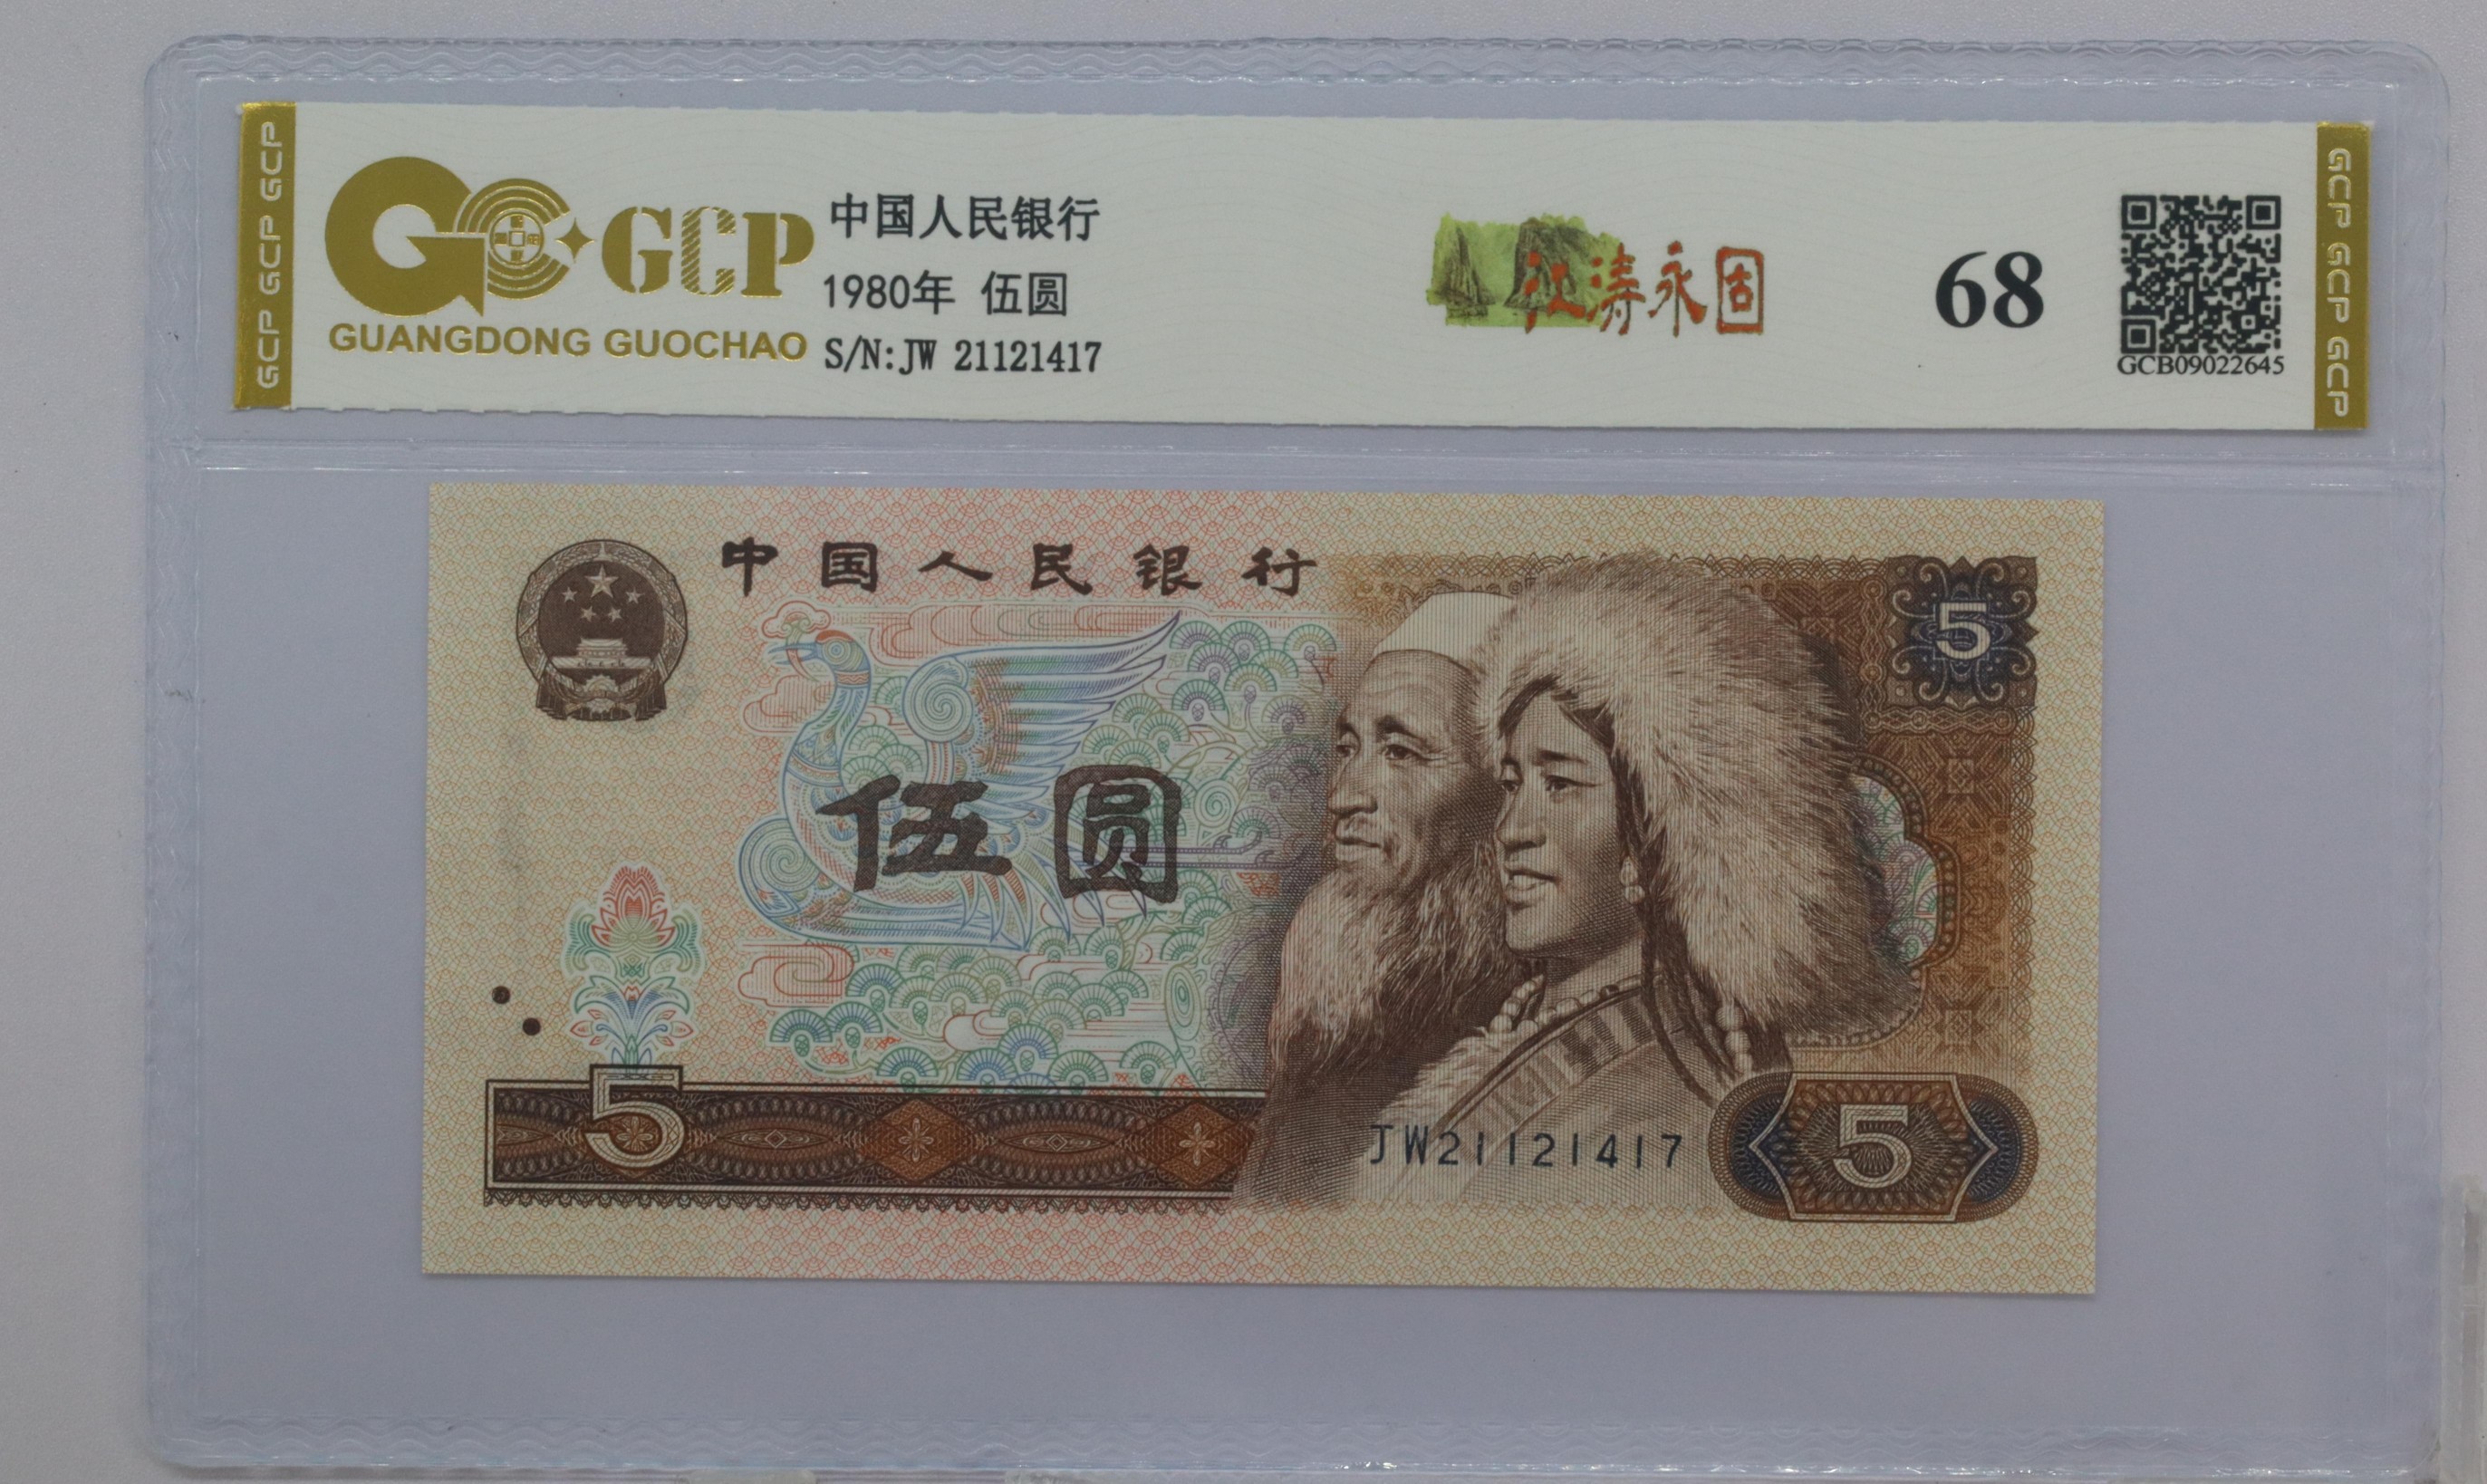 GCP GCP GCP
GCP
GUANGDONG GUOCHAO
中国人民银行
1980年 伍圆
S/N:JW 21121417
江涛永固
68
GCB09022645
GCP GCP GCP
中国人民银行
5
伍圆
5
JW21121417
5